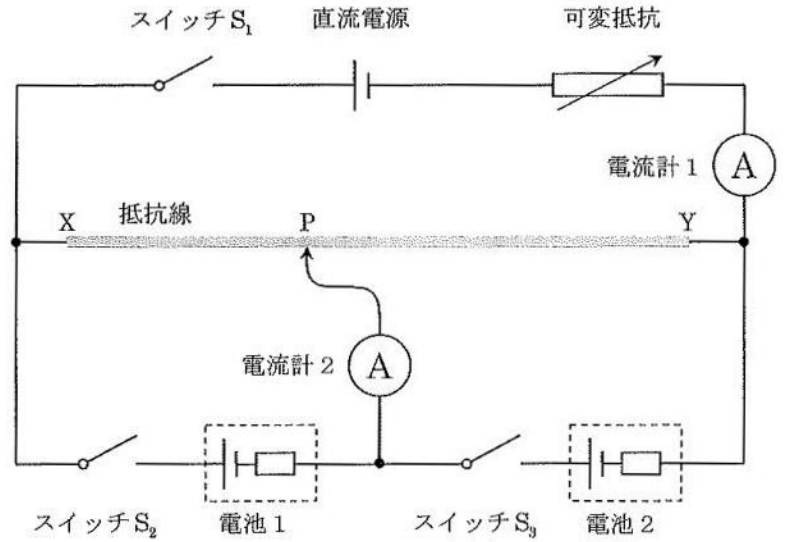 スイッチS₁
直流電源
可変抵抗
A
電流計1
X
抵抗線
P
Y
電流計2
A
スイッチS₂
電池1
スイッチS₃
電池2